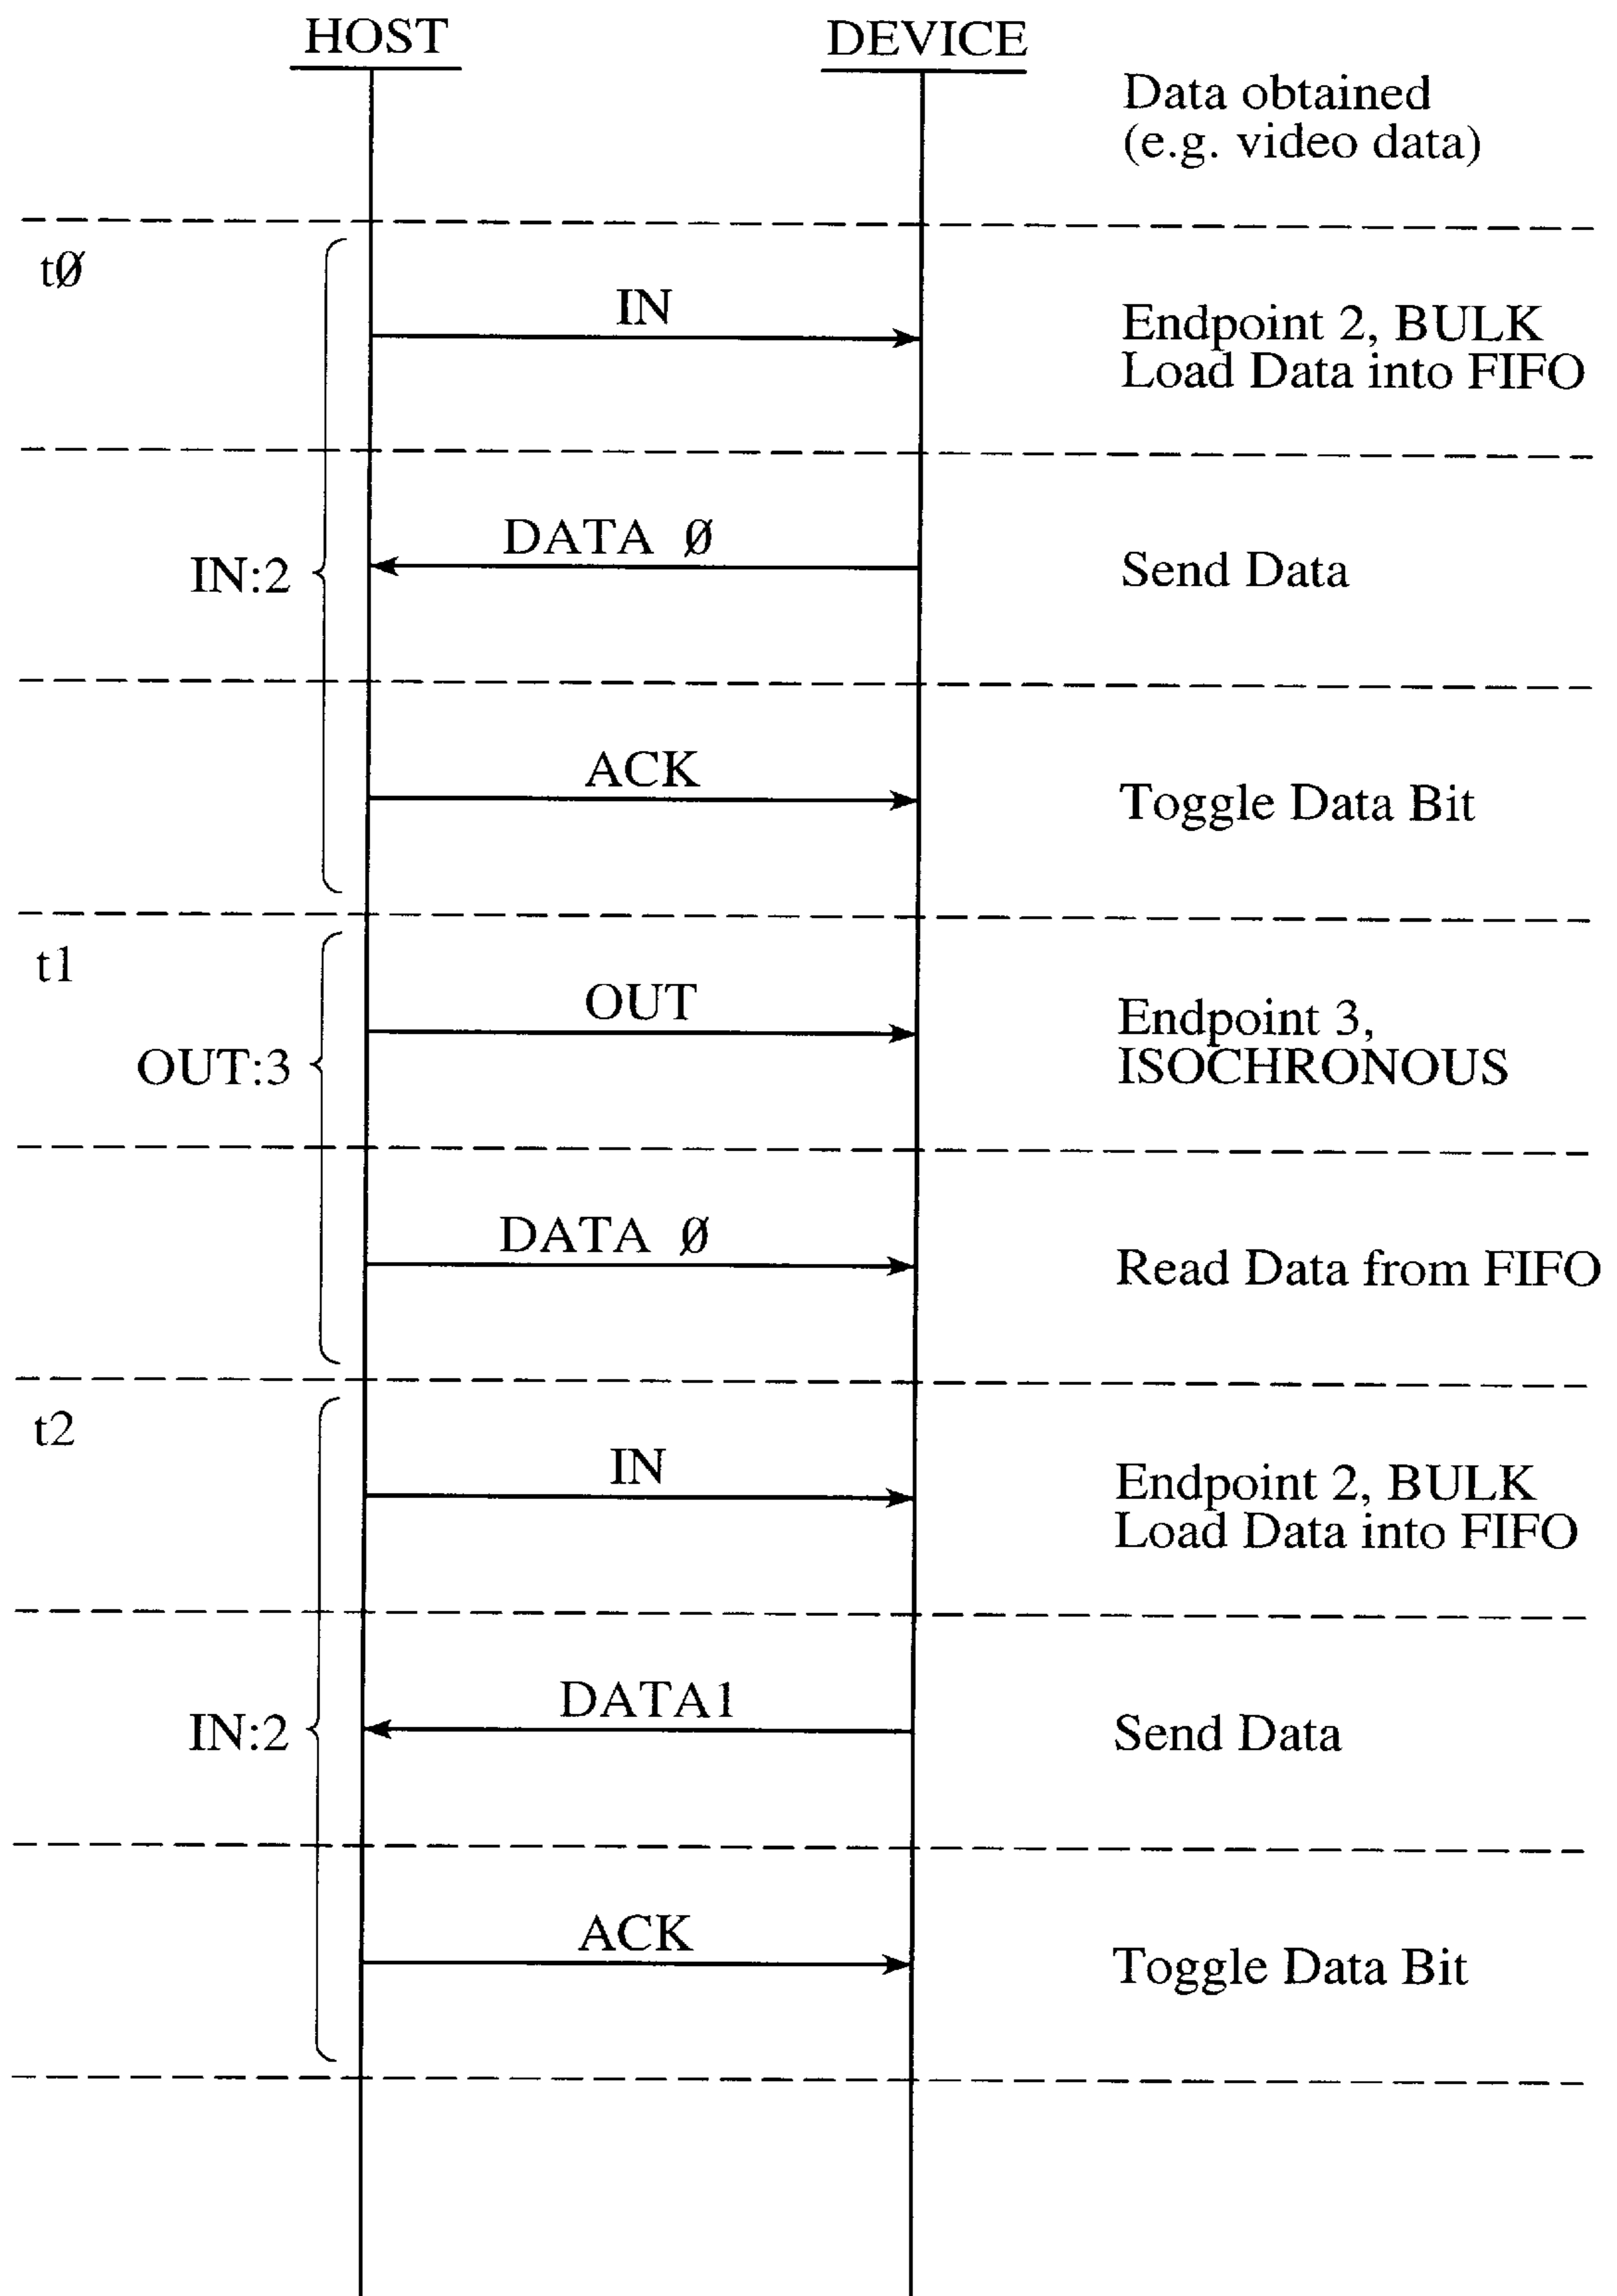 HOST
DEVICE
Data obtained
(e.g. video data)
tØ
IN
Endpoint 2, BULK
Load Data into FIFO
DATA Ø
IN:2
Send Data
ACK
Toggle Data Bit
t1
OUT
Endpoint 3,
ISOCHRONOUS
OUT:3
DATA Ø
Read Data from FIFO
t2
IN
Endpoint 2, BULK
Load Data into FIFO
DATA1
IN:2
Send Data
ACK
Toggle Data Bit